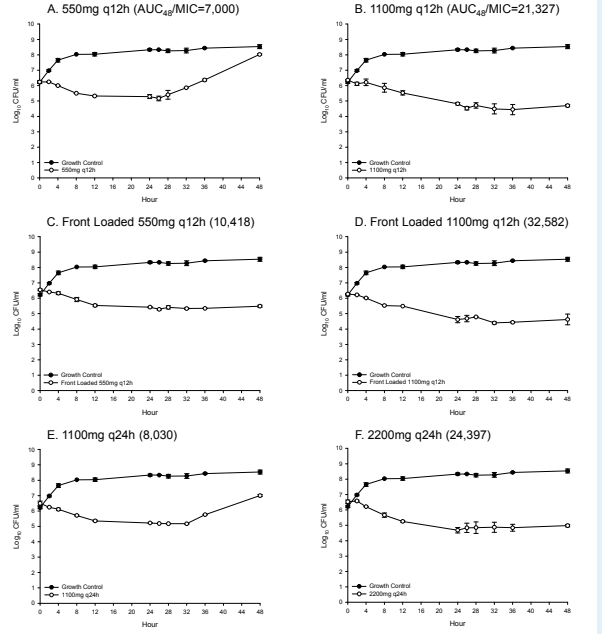 A. 550mg q12h (AUC48/MIC=7,000)
Log10 CFU/ml
10
9
8
7
6
5
4
3
2
1
0
Growth Control
550mg q12h
0 4 8 12 16 20 24 28 32 36 40 44 48
Hour
B. 1100mg q12h (AUC48/MIC=21,327)
Log10 CFU/ml
10
9
8
7
6
5
4
3
2
1
0
Growth Control
1100mg q12h
0 4 8 12 16 20 24 28 32 36 40 44 48
Hour
C. Front Loaded 550mg q12h (10,418)
Log10 CFU/ml
10
9
8
7
6
5
4
3
2
1
0
Growth Control
Front Loaded 550mg q12h
0 4 8 12 16 20 24 28 32 36 40 44 48
Hour
D. Front Loaded 1100mg q12h (32,582)
Log10 CFU/ml
10
9
8
7
6
5
4
3
2
1
0
Growth Control
Front Loaded 1100mg q12h
0 4 8 12 16 20 24 28 32 36 40 44 48
Hour
E. 1100mg q24h (8,030)
Log10 CFU/ml
10
9
8
7
6
5
4
3
2
1
0
Growth Control
1100mg q24h
0 4 8 12 16 20 24 28 32 36 40 44 48
Hour
F. 2200mg q24h (24,397)
Log10 CFU/ml
10
9
8
7
6
5
4
3
2
1
0
Growth Control
2200mg q24h
0 4 8 12 16 20 24 28 32 36 40 44 48
Hour